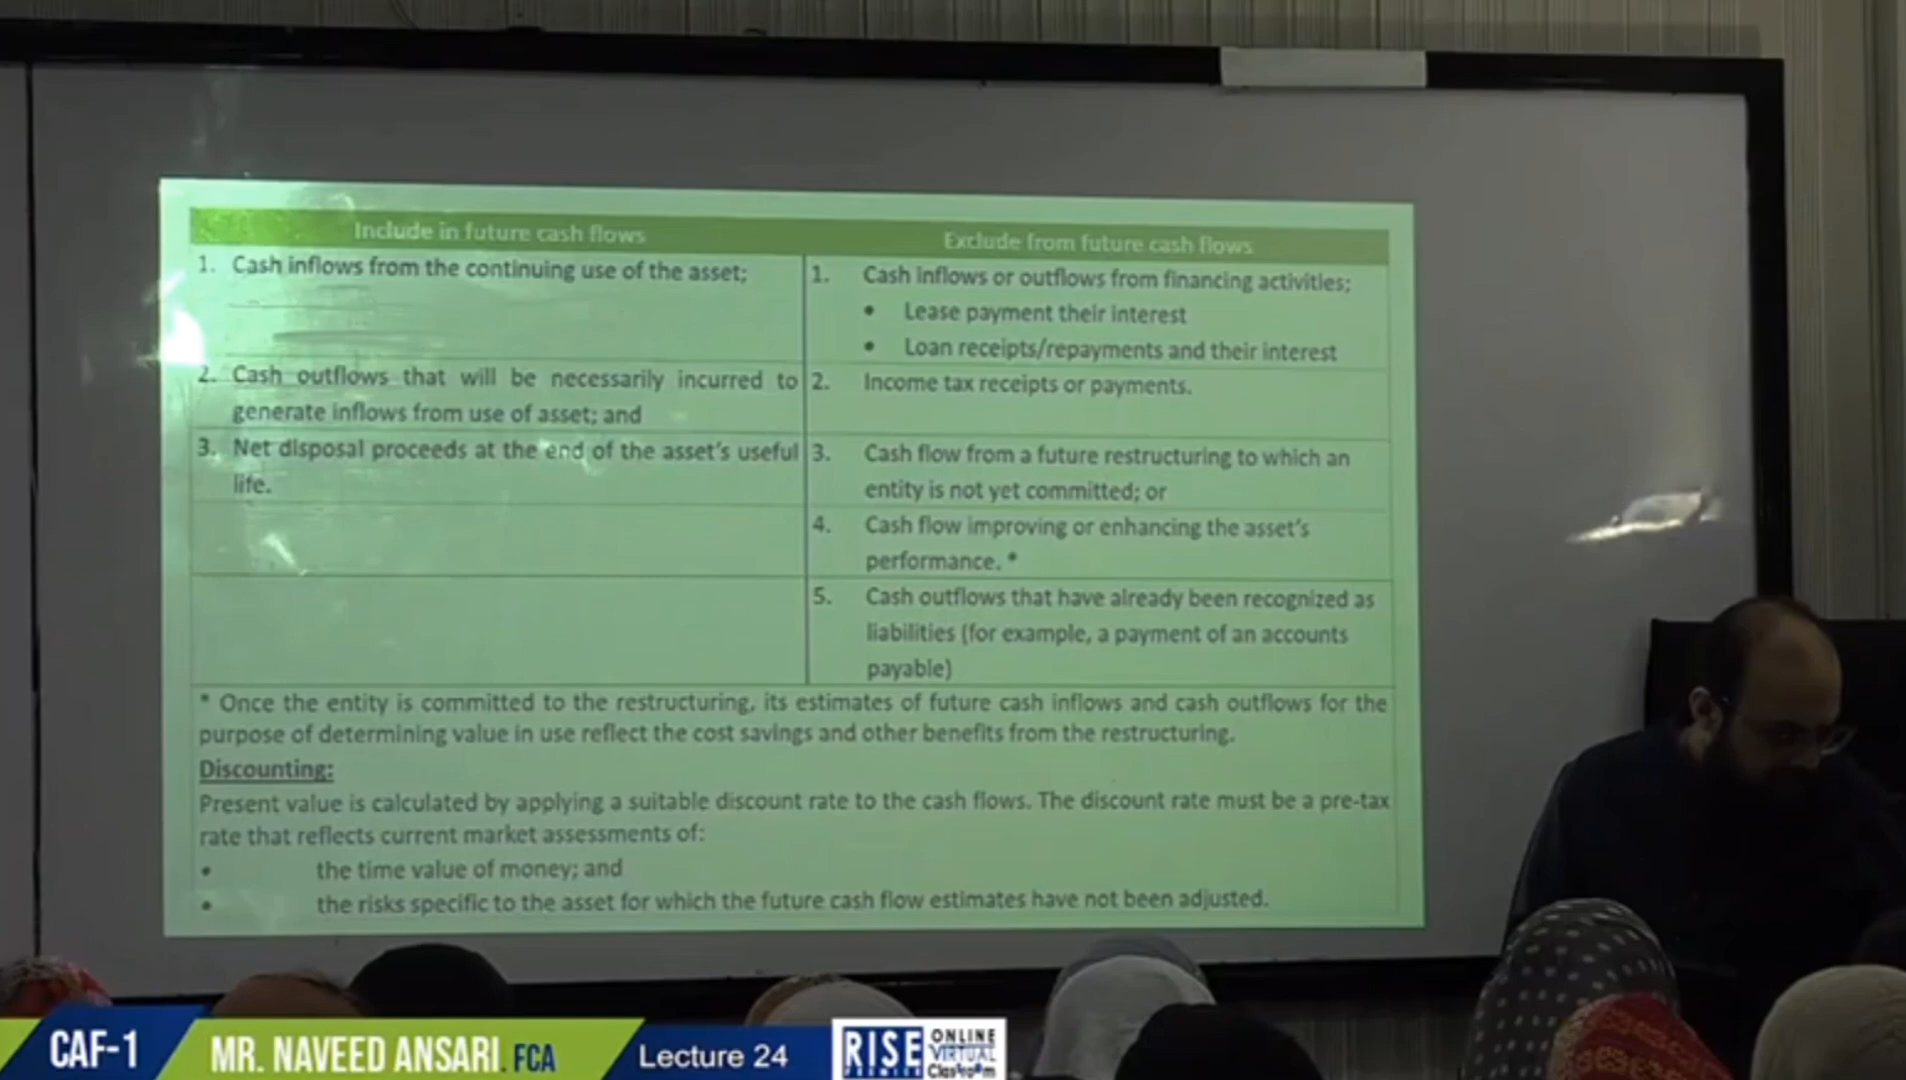 Include in future cash flows
Exclude from future cash flows
1. Cash inflows from the continuing use of the asset;
1. Cash inflows or outflows from financing activities;
• Lease payment their interest
• Loan receipts/repayments and their interest
2. Cash outflows that will be necessarily incurred to
generate inflows from use of asset; and
2. Income tax receipts or payments.
3. Net disposal proceeds at the end of the asset's useful
life.
3. Cash flow from a future restructuring to which an
entity is not yet committed; or
4. Cash flow improving or enhancing the asset's
performance. *
5. Cash outflows that have already been recognized as
liabilities (for example, a payment of an accounts
payable)
* Once the entity is committed to the restructuring, its estimates of future cash inflows and cash outflows for the
purpose of determining value in use reflect the cost savings and other benefits from the restructuring.
Discounting:
Present value is calculated by applying a suitable discount rate to the cash flows. The discount rate must be a pre-tax
rate that reflects current market assessments of:
• the time value of money; and
• the risks specific to the asset for which the future cash flow estimates have not been adjusted.
CAF-1
MR. NAVEED ANSARI. FCA
Lecture 24
RISE
ONLINE
VIRTUAL
Classroom